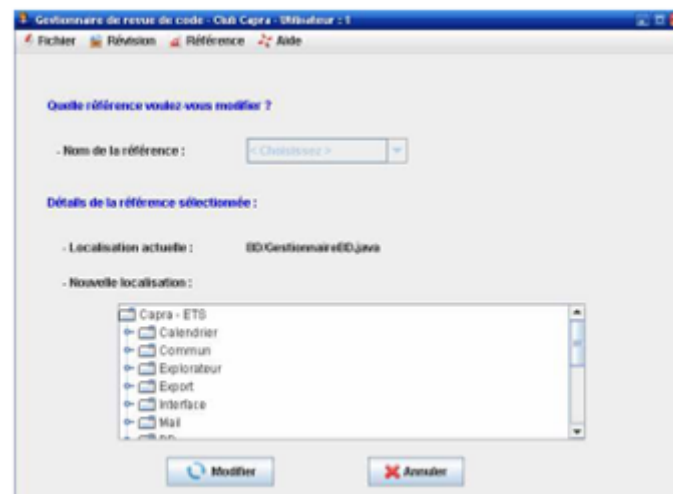 Gestionnaire de revue de code - Club Capra - Utilisateur : 1
Fichier Révision Référence Aide
Quelle référence voulez-vous modifier ?
- Nom de la référence : < Choisissez >
Détails de la référence sélectionnée :
- Localisation actuelle : BD/GestionnaireBD.java
- Nouvelle localisation :
Capra - ETS
Calendrier
Commun
Explorateur
Export
Interface
Mail
Modifier Annuler